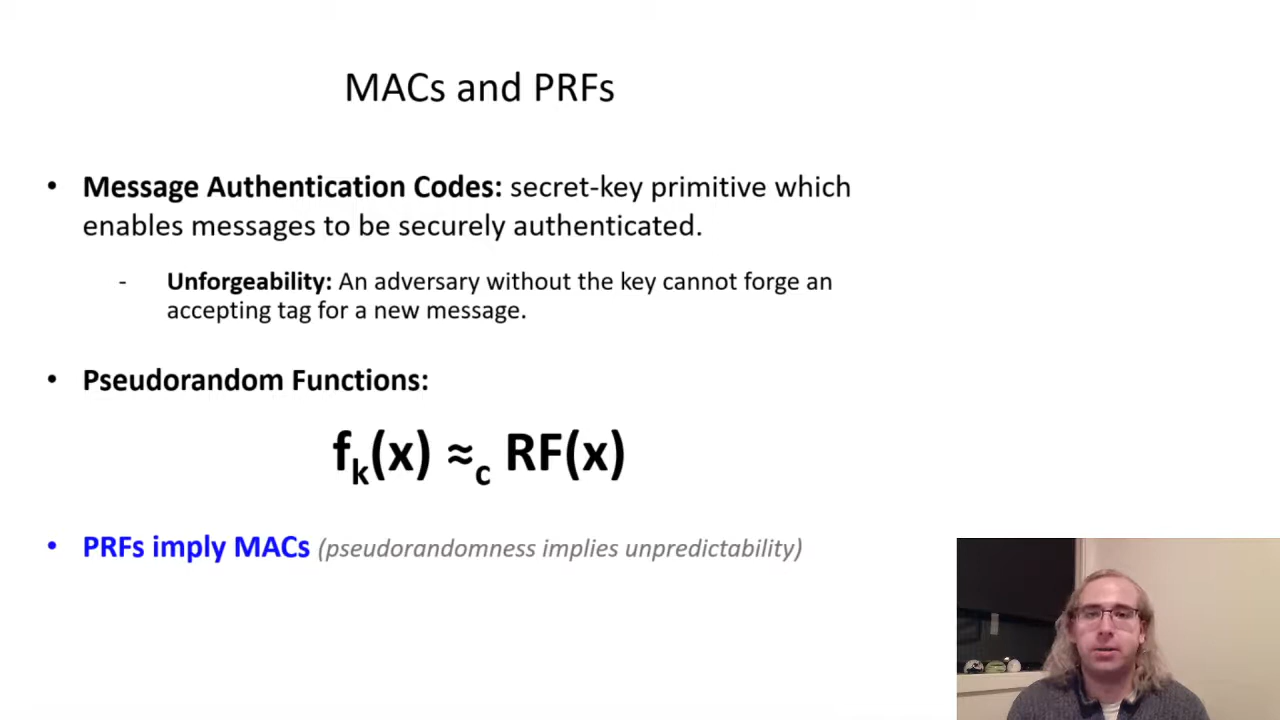 MACs and PRFs
• Message Authentication Codes: secret-key primitive which
enables messages to be securely authenticated.
- Unforgeability: An adversary without the key cannot forge an
accepting tag for a new message.
• Pseudorandom Functions:
fₖ(x) ≈c RF(x)
• PRFs imply MACs (pseudorandomness implies unpredictability)